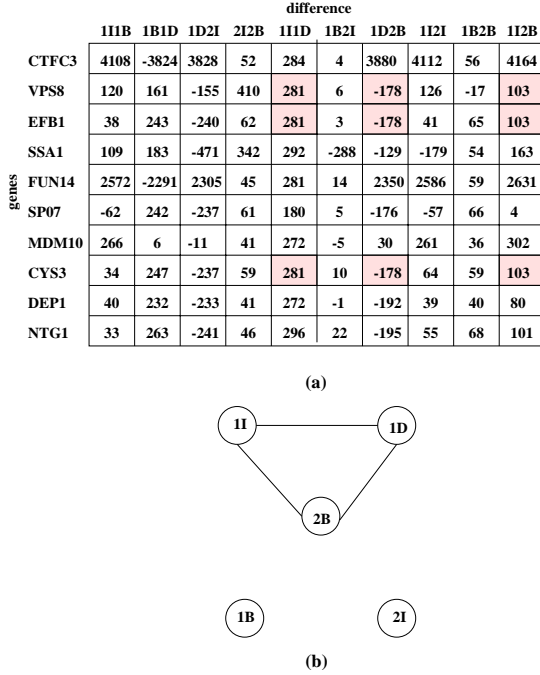 difference
1I1B 1B1D 1D2I 2I2B 1I1D 1B2I 1D2B 1I2I 1B2B 1I2B
genes
CTFC3 4108 -3824 3828 52 284 4 3880 4112 56 4164
VPS8 120 161 -155 410 281 6 -178 126 -17 103
EFB1 38 243 -240 62 281 3 -178 41 65 103
SSA1 109 183 -471 342 292 -288 -129 -179 54 163
FUN14 2572 -2291 2305 45 281 14 2350 2586 59 2631
SP07 -62 242 -237 61 180 5 -176 -57 66 4
MDM10 266 6 -11 41 272 -5 30 261 36 302
CYS3 34 247 -237 59 281 10 -178 64 59 103
DEP1 40 232 -233 41 272 -1 -192 39 40 80
NTG1 33 263 -241 46 296 22 -195 55 68 101
(a)
1I 1D
2B
1B 2I
(b)